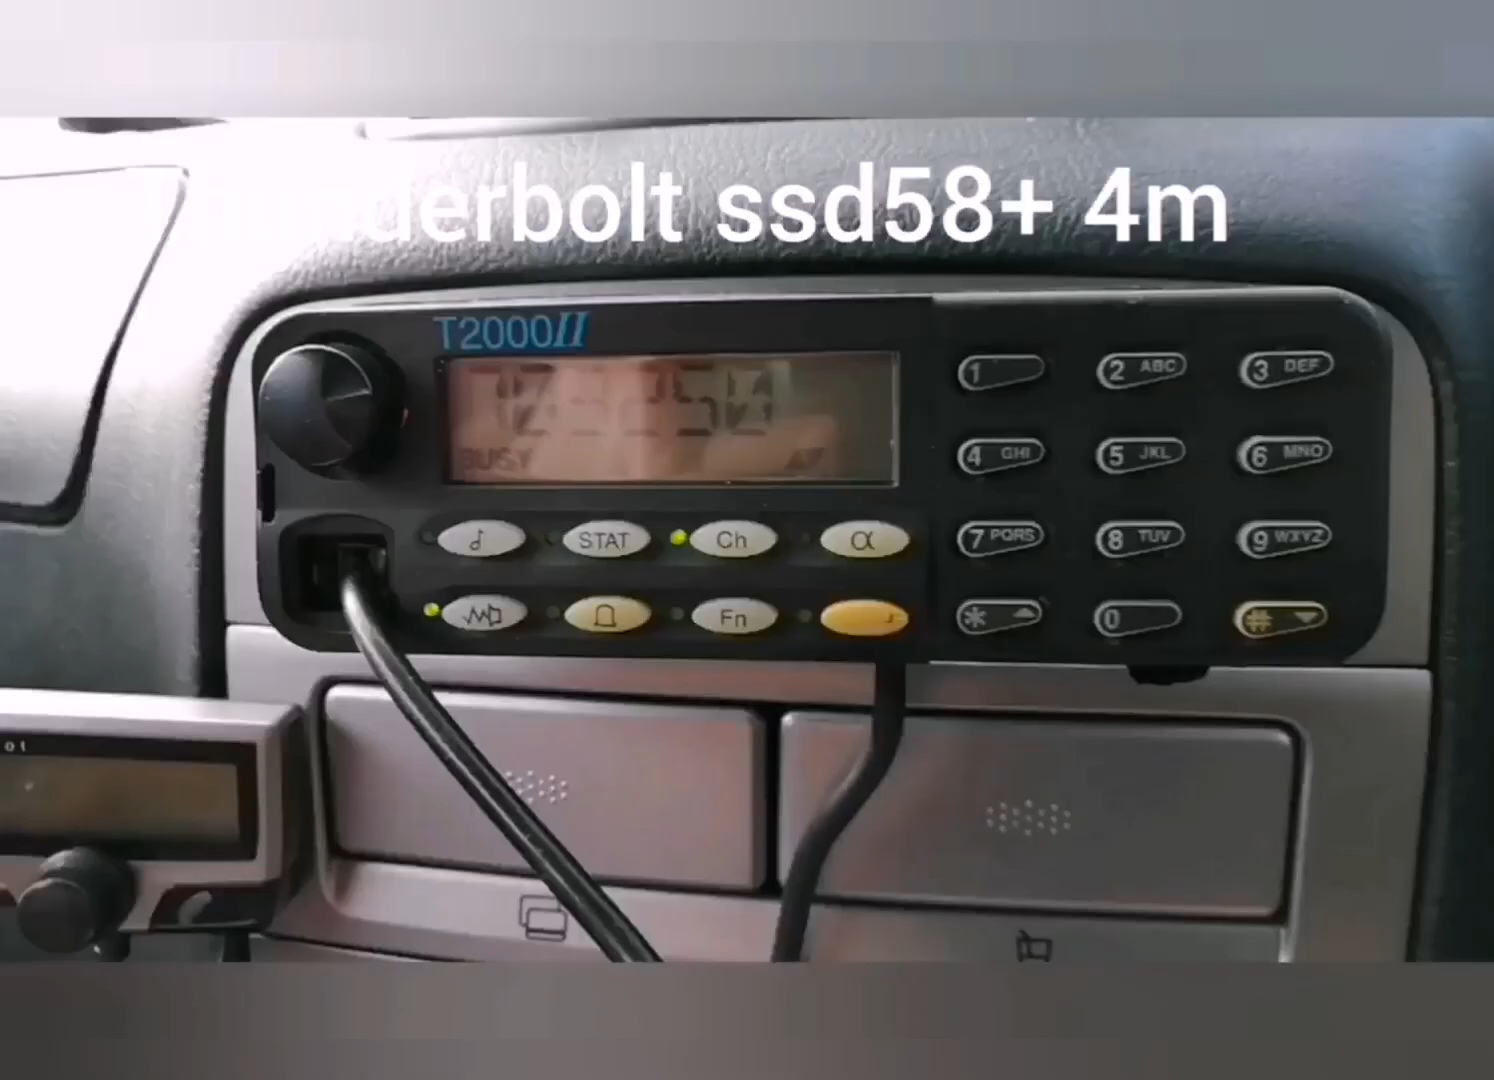 Thunderbolt ssd58+ 4m
T2000II
BUSY
1
2 ABC
3 DEF
4 GHI
5 JKL
6 MNO
STAT
Ch
α
7 PQRS
8 TUV
9 WXYZ
Fn
*
0
#